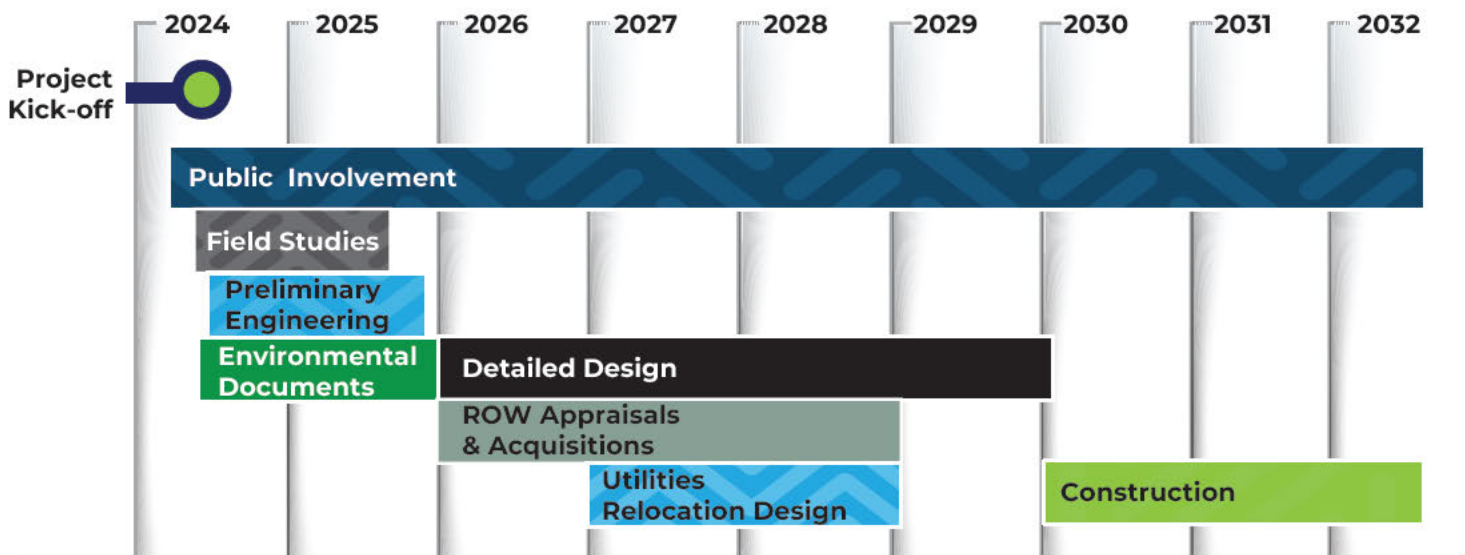 2024 2025 2026 2027 2028 2029 2030 2031 2032
Project
Kick-off
Public Involvement
Field Studies
Preliminary
Engineering
Environmental
Documents
Detailed Design
ROW Appraisals
& Acquisitions
Utilities
Relocation Design
Construction